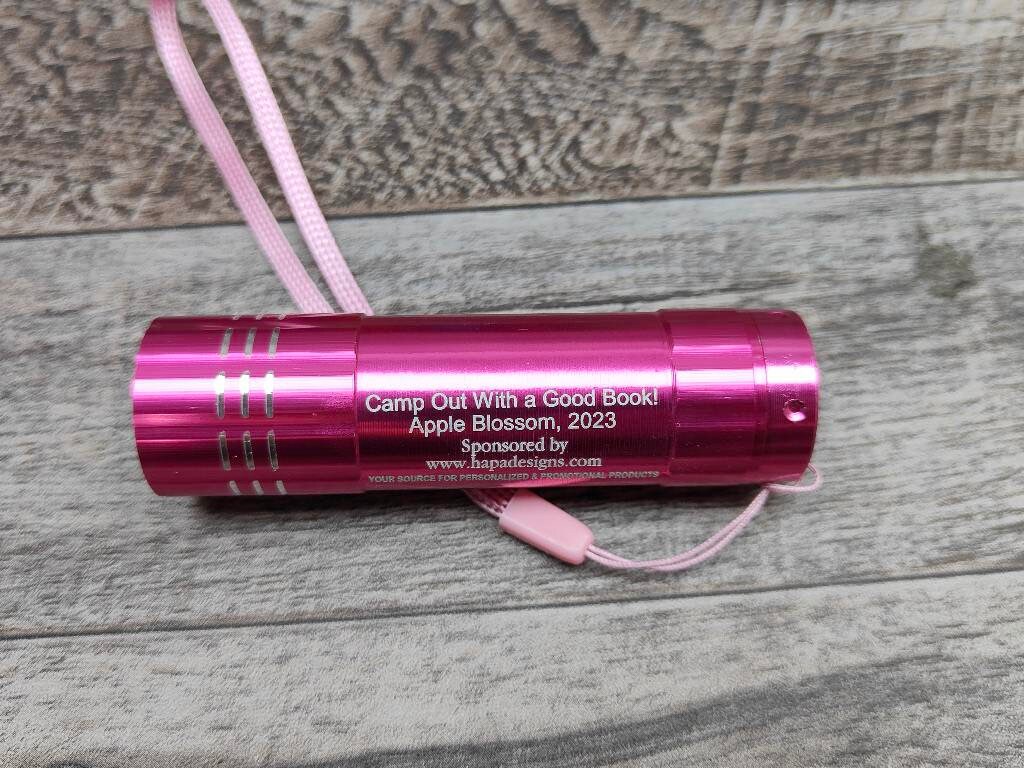 Camp Out With a Good Book!
Apple Blossom, 2023
Sponsored by
www.hapadesigns.com
YOUR SOURCE FOR PERSONALIZED & PROMOTIONAL PRODUCTS